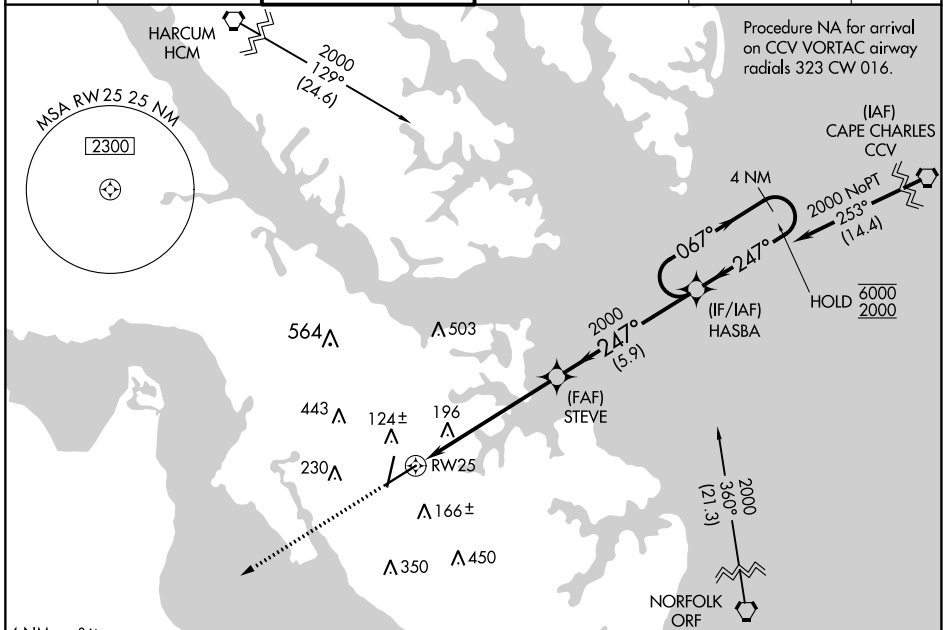 HARCUM
HCM
2000
129°
(24.6)
Procedure NA for arrival
on CCV VORTAC airway
radials 323 CW 016.
MSA RW25 25 NM
2300
(IAF)
CAPE CHARLES
CCV
4 NM
2000 NoPT
253°
(14.4)
067°
247°
HOLD 6000
2000
(IF/IAF)
HASBA
2000
247°
(5.9)
(FAF)
STEVE
564
503
443
124±
196
230
RW25
166±
350
450
2000
360°
(21.3)
NORFOLK
ORF